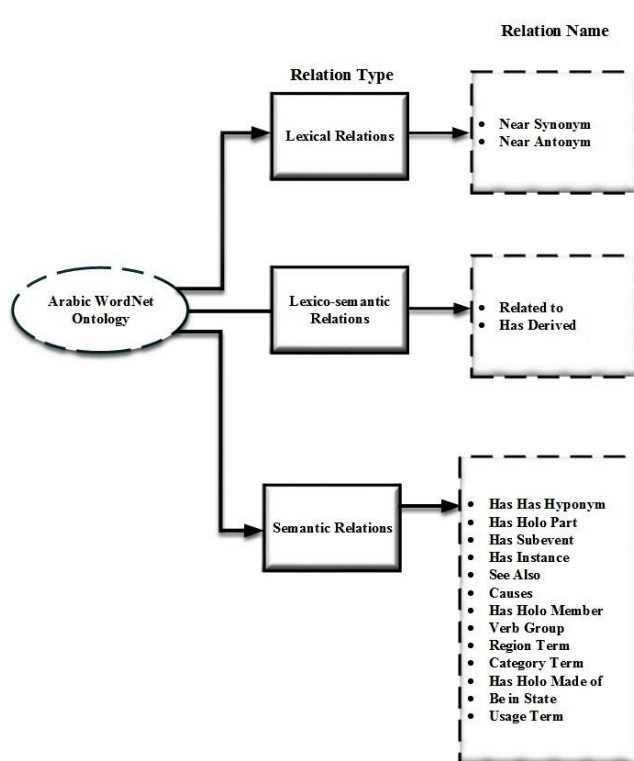 Relation Name
Relation Type
Lexical Relations
• Near Synonym
• Near Antonym
Arabic WordNet
Ontology
Lexico-semantic
Relations
• Related to
• Has Derived
Semantic Relations
• Has Has Hyponym
• Has Holo Part
• Has Subevent
• Has Instance
• See Also
• Causes
• Has Holo Member
• Verb Group
• Region Term
• Category Term
• Has Holo Made of
• Be in State
• Usage Term